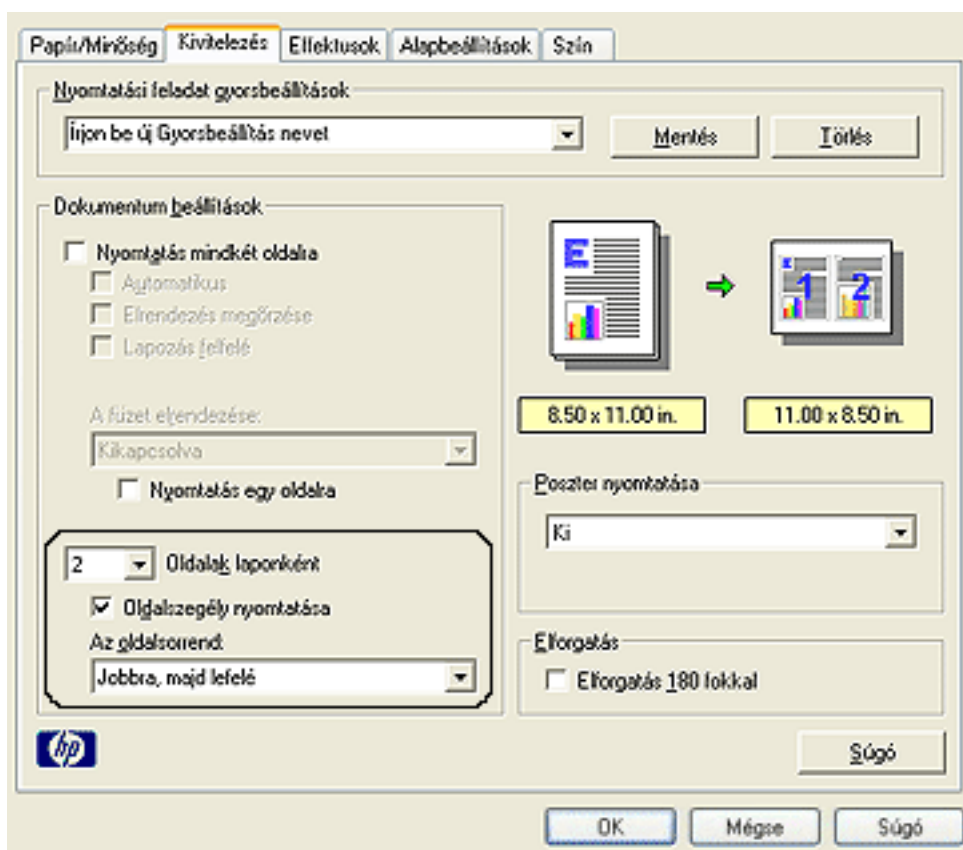 Papír/Minőség Kivitelezés Effektusok Alapbeállítások Szín
Nyomtatási feladat gyorsbeállítások
Írjon be új Gyorsbeállítás nevet Mentés Törlés
Dokumentum beállítások
Nyomtatás mindkét oldalra
Automatikus
Elrendezés megőrzése
Lapozás felfelé
E
1 2
A füzet elrendezése:
8.50 x 11.00 in. 11.00 x 8.50 in.
Kikapcsolva
Nyomtatás egy oldalra
Poszter nyomtatása
Ki
2 Oldalak laponként
Oldalszegély nyomtatása
Az oldalsorrend:
Jobbra, majd lefelé
Elforgatás
Elforgatás 180 fokkal
hp
Súgó
OK Mégse Súgó